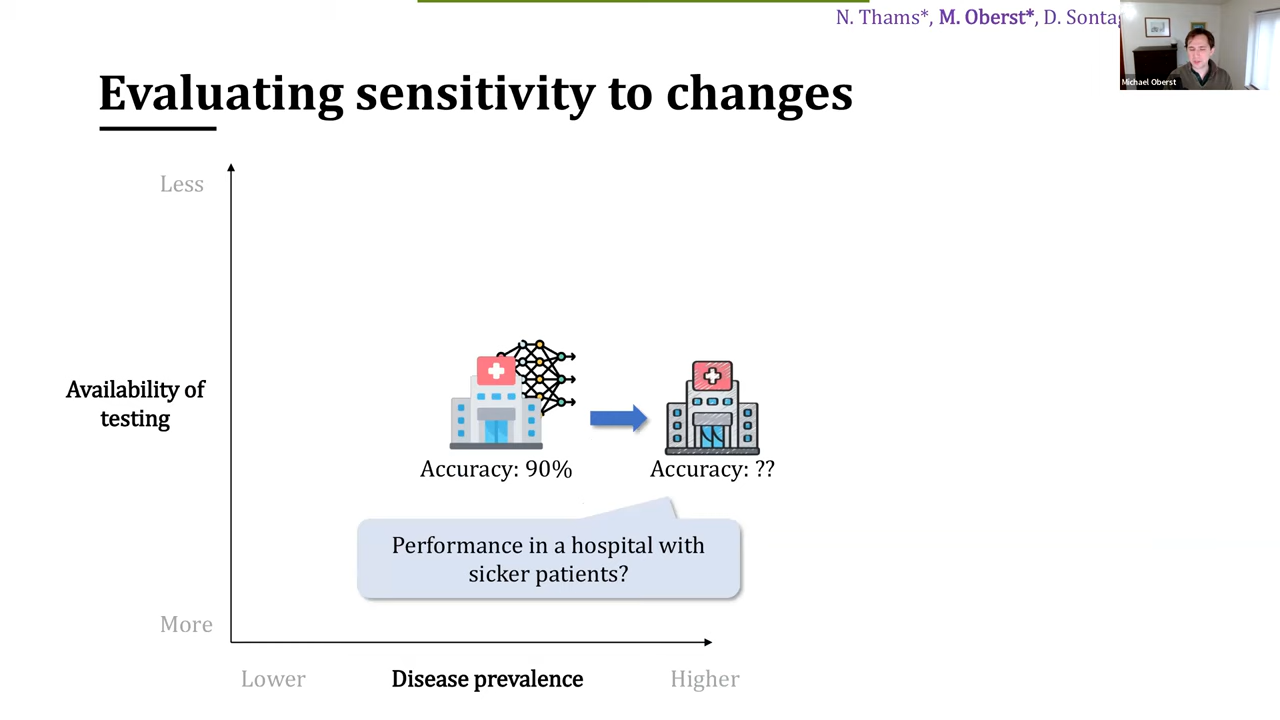 N. Thams*, M. Oberst*, D. Sontag
Michael Oberst
Evaluating sensitivity to changes
Less
Availability of
testing
Accuracy: 90%
Accuracy: ??
Performance in a hospital with
sicker patients?
More
Lower
Disease prevalence
Higher